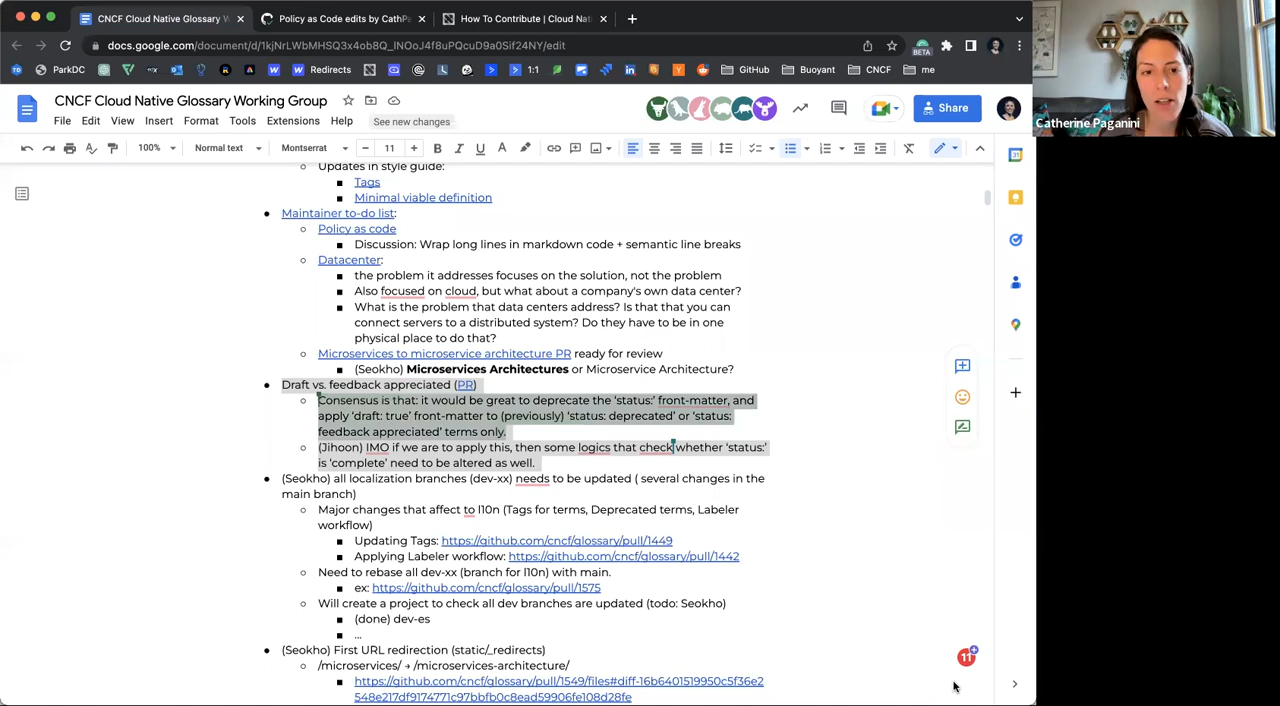 CNCF Cloud Native Glossary W
Policy as Code edits by CathPa
How To Contribute | Cloud Nati
docs.google.com/document/d/1kjNrLWbMHSQ3x4ob8Q_lNOoJ4f8uPQcuD9a0Sif24NY/edit
BETA
ParkDC
Redirects
1:1
GitHub
Buoyant
CNCF
me
Catherine Paganini
CNCF Cloud Native Glossary Working Group
File Edit View Insert Format Tools Extensions Help
See new changes
Share
100% Normal text Montserrat 11
Updates in style guide:
Tags
Minimal viable definition
Maintainer to-do list:
Policy as code
Discussion: Wrap long lines in markdown code + semantic line breaks
Datacenter:
the problem it addresses focuses on the solution, not the problem
Also focused on cloud, but what about a company's own data center?
What is the problem that data centers address? Is that that you can
connect servers to a distributed system? Do they have to be in one
physical place to do that?
Microservices to microservice architecture PR ready for review
(Seokho) Microservices Architectures or Microservice Architecture?
Draft vs. feedback appreciated (PR)
Consensus is that: it would be great to deprecate the 'status:' front-matter, and
apply 'draft: true' front-matter to (previously) 'status: deprecated' or 'status:
feedback appreciated' terms only.
(Jihoon) IMO if we are to apply this, then some logics that check whether 'status:'
is 'complete' need to be altered as well.
(Seokho) all localization branches (dev-xx) needs to be updated ( several changes in the
main branch)
Major changes that affect to l10n (Tags for terms, Deprecated terms, Labeler
workflow)
Updating Tags: https://github.com/cncf/glossary/pull/1449
Applying Labeler workflow: https://github.com/cncf/glossary/pull/1442
Need to rebase all dev-xx (branch for l10n) with main.
ex: https://github.com/cncf/glossary/pull/1575
Will create a project to check all dev branches are updated (todo: Seokho)
(done) dev-es
...
(Seokho) First URL redirection (static/_redirects)
/microservices/ → /microservices-architecture/
https://github.com/cncf/glossary/pull/1549/files#diff-16b6401519950c5f36e2
548e217df9174771c97bbfb0c8ead59906fe108d28fe
11